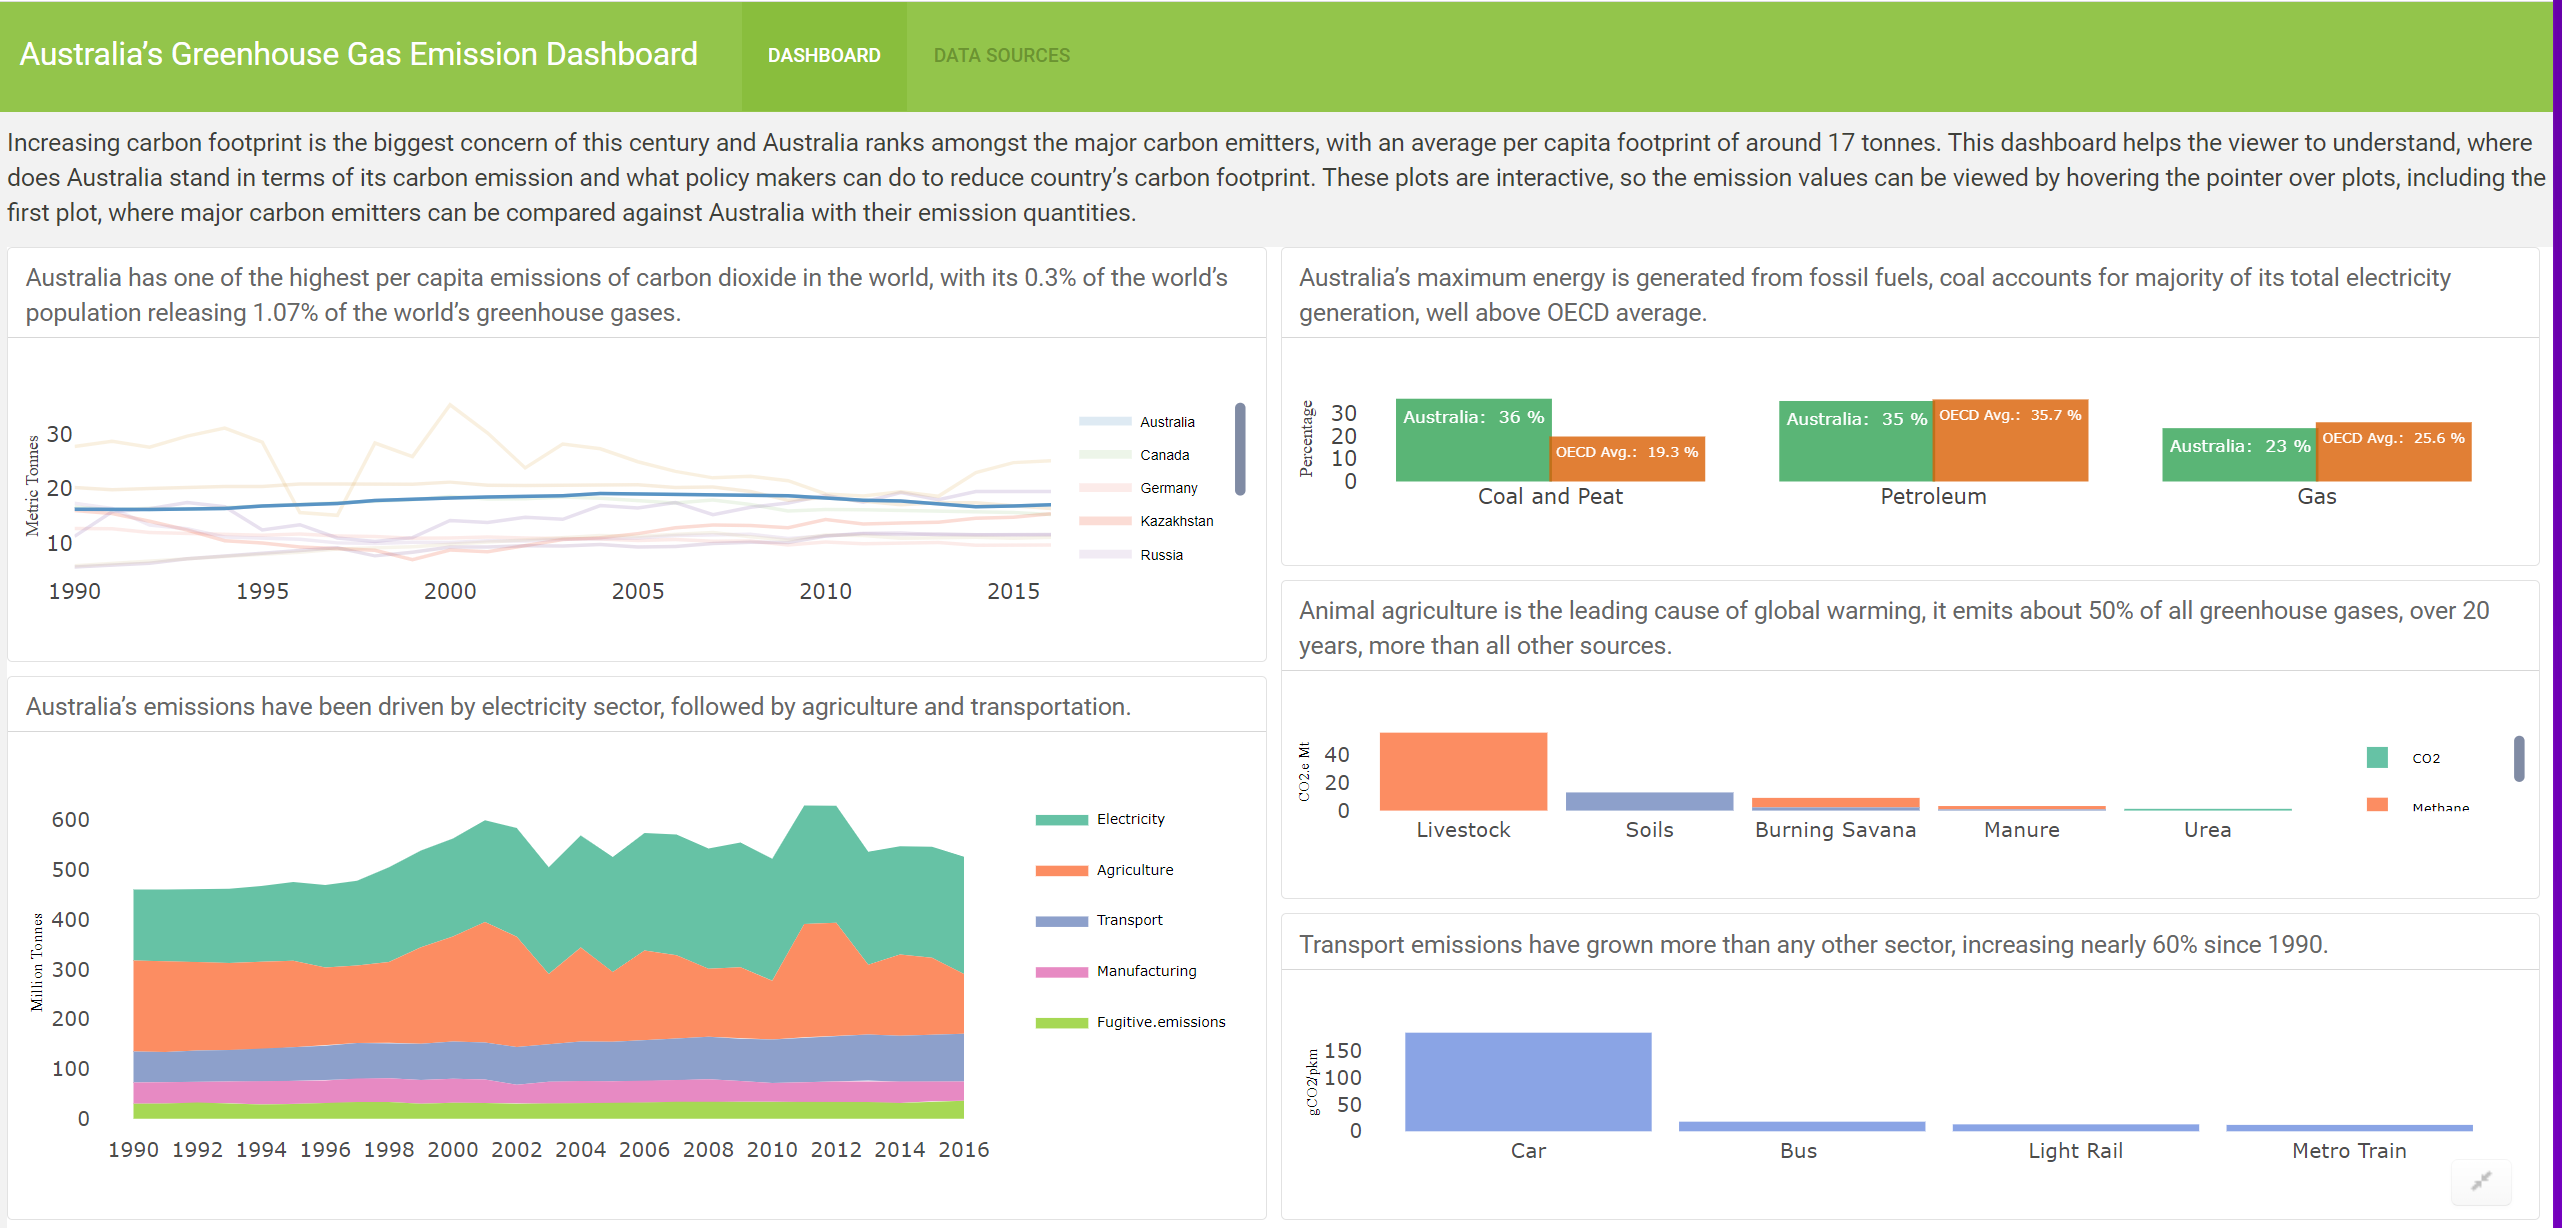 Australia’s Greenhouse Gas Emission Dashboard
DASHBOARD
DATA SOURCES
Increasing carbon footprint is the biggest concern of this century and Australia ranks amongst the major carbon emitters, with an average per capita footprint of around 17 tonnes. This dashboard helps the viewer to understand, where
does Australia stand in terms of its carbon emission and what policy makers can do to reduce country’s carbon footprint. These plots are interactive, so the emission values can be viewed by hovering the pointer over plots, including the
first plot, where major carbon emitters can be compared against Australia with their emission quantities.
Australia has one of the highest per capita emissions of carbon dioxide in the world, with its 0.3% of the world’s
population releasing 1.07% of the world’s greenhouse gases.
Metric Tonnes
30
20
10
1990 1995 2000 2005 2010 2015
Australia
Canada
Germany
Kazakhstan
Russia
Australia’s emissions have been driven by electricity sector, followed by agriculture and transportation.
Million Tonnes
600
500
400
300
200
100
0
1990 1992 1994 1996 1998 2000 2002 2004 2006 2008 2010 2012 2014 2016
Electricity
Agriculture
Transport
Manufacturing
Fugitive.emissions
Australia’s maximum energy is generated from fossil fuels, coal accounts for majority of its total electricity
generation, well above OECD average.
Percentage
30
20
10
0
Australia: 36 %
OECD Avg.: 19.3 %
Australia: 35 %
OECD Avg.: 35.7 %
Australia: 23 %
OECD Avg.: 25.6 %
Coal and Peat Petroleum Gas
Animal agriculture is the leading cause of global warming, it emits about 50% of all greenhouse gases, over 20
years, more than all other sources.
CO2.e Mt
40
20
0
Livestock Soils Burning Savana Manure Urea
CO2
Methane
Transport emissions have grown more than any other sector, increasing nearly 60% since 1990.
gCO2/pkm
150
100
50
0
Car Bus Light Rail Metro Train